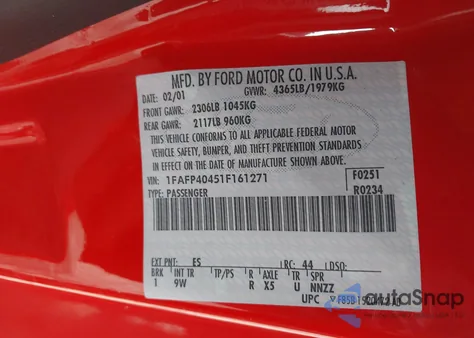 MFD. BY FORD MOTOR CO. IN U.S.A.
DATE: 02/01 GVWR: 4365LB/1979KG
FRONT GAWR: 2306LB 1045KG
REAR GAWR: 2117LB 960KG
THIS VEHICLE CONFORMS TO ALL APPLICABLE FEDERAL MOTOR
VEHICLE SAFETY, BUMPER, AND THEFT PREVENTION STANDARDS
IN EFFECT ON THE DATE OF MANUFACTURE SHOWN ABOVE.
VIN: 1FAFP40451F161271 F0251
TYPE: PASSENGER R0234
EXT PNT: ES RC: 44 DSO:
BRK INT TR TP/PS R AXLE TR SPR
1 9W R X5 U NNZZ
UPC
autoSnap
www.autosnap